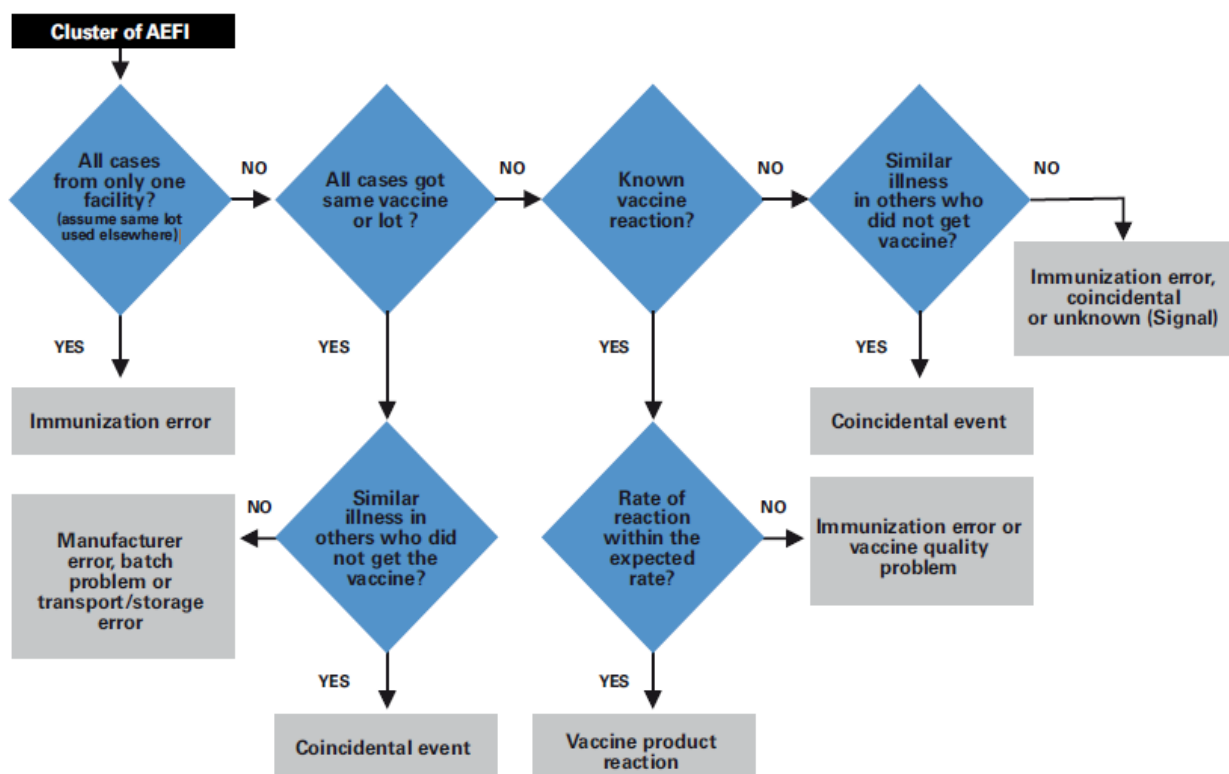 Cluster of AEFI
All cases
from only one
facility?
(assume same lot
used elsewhere)
NO
All cases got
same vaccine
or lot ?
NO
Known
vaccine
reaction?
NO
Similar
illness
in others who
did not get
vaccine?
NO
Immunization error,
coincidental
or unknown (Signal)
YES
YES
YES
YES
Immunization error
Coincidental event
Similar
illness in
others who did
not get the
vaccine?
NO
Manufacturer
error, batch
problem or
transport/storage
error
Rate of
reaction within the
expected
rate?
NO
Immunization error or
vaccine quality
problem
YES
YES
Coincidental event
Vaccine product
reaction